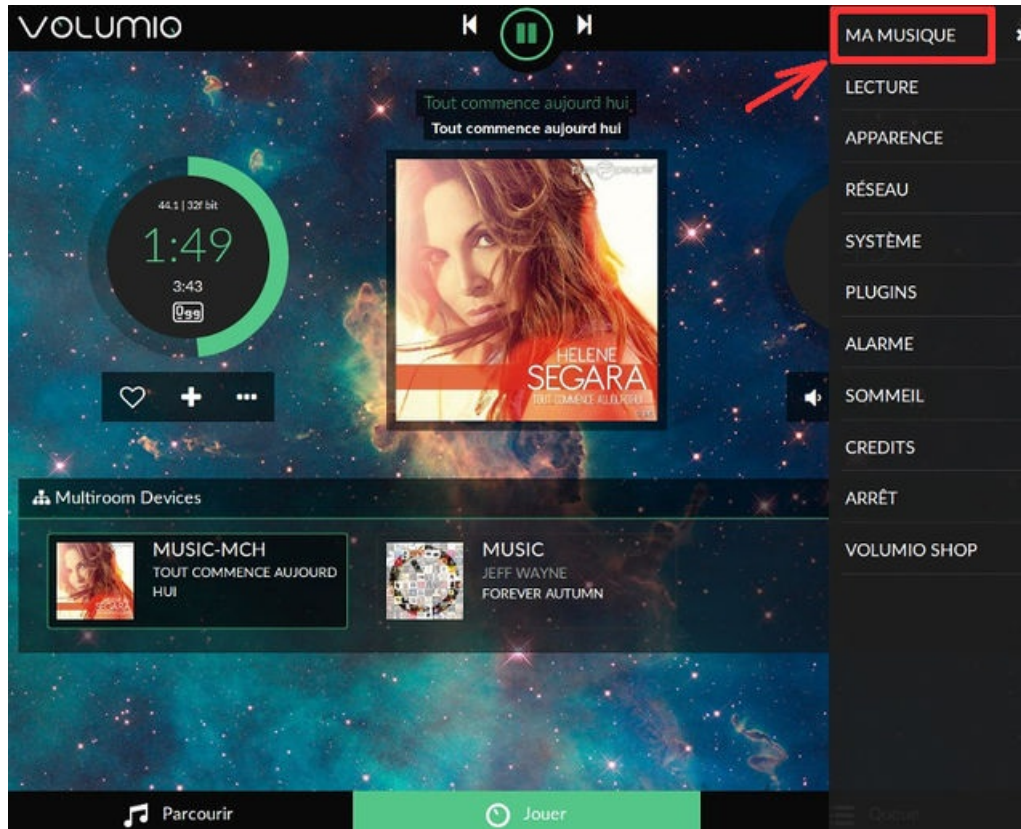 VOLUMIO
MA MUSIQUE
LECTURE
APPARENCE
RÉSEAU
SYSTÈME
PLUGINS
ALARME
SOMMEIL
CREDITS
ARRÊT
VOLUMIO SHOP
Tout commence aujourd hui
Tout commence aujourd hui
44.1 | 32f bit
1:49
3:43
Ogg
HELENE
SEGARA
TOUT COMMENCE AUJOURD'HUI
Multiroom Devices
MUSIC-MCH
TOUT COMMENCE AUJOURD
HUI
MUSIC
JEFF WAYNE
FOREVER AUTUMN
Parcourir
Jouer
Queue